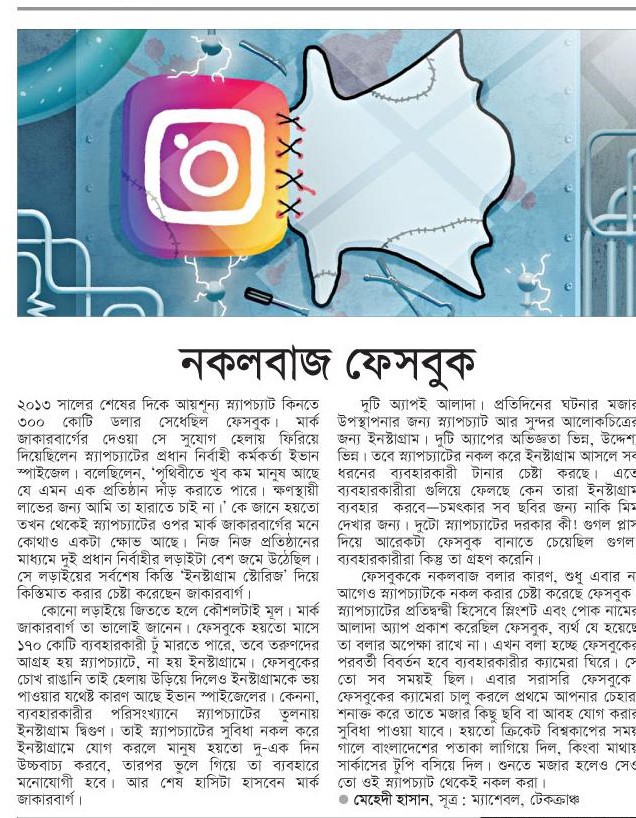 নকলবাজ ফেসবুক
২০১৩ সালের শেষের দিকে আয়শূন্য স্ন্যাপচ্যাট কিনতে
৩০০ কোটি ডলার সেধেছিল ফেসবুক। মার্ক
জাকারবার্গের দেওয়া সে সুযোগ হেলায় ফিরিয়ে
দিয়েছিলেন স্ন্যাপচ্যাটের প্রধান নির্বাহী কর্মকর্তা ইভান
স্পাইজেল। বলেছিলেন, ‘পৃথিবীতে খুব কম মানুষ আছে
যে এমন এক প্রতিষ্ঠান দাঁড় করাতে পারে। ক্ষণস্থায়ী
লাভের জন্য আমি তা হারাতে চাই না।’ কে জানে হয়তো
তখন থেকেই স্ন্যাপচ্যাটের ওপর মার্ক জাকারবার্গের মনে
কোথাও একটা ক্ষোভ আছে। নিজ নিজ প্রতিষ্ঠানের
মাধ্যমে দুই প্রধান নির্বাহীর লড়াইটা বেশ জমে উঠেছিল।
সে লড়াইয়ের সর্বশেষ কিস্তি ‘ইনস্টাগ্রাম স্টোরিজ’ দিয়ে
কিস্তিমাত করার চেষ্টা করেছেন জাকারবার্গ।
কোনো লড়াইয়ে জিততে হলে কৌশলটাই মূল। মার্ক
জাকারবার্গ তা ভালোই জানেন। ফেসবুকে হয়তো মাসে
১৭০ কোটি ব্যবহারকারী ঢুঁ মারতে পারে, তবে তরুণদের
আগ্রহ হয় স্ন্যাপচ্যাটে, না হয় ইনস্টাগ্রামে। ফেসবুকের
চোখ রাঙানি তাই হেলায় উড়িয়ে দিলেও ইনস্টাগ্রামকে ভয়
পাওয়ার যথেষ্ট কারণ আছে ইভান স্পাইজেলের। কেননা,
ব্যবহারকারীর পরিসংখ্যানে স্ন্যাপচ্যাটের তুলনায়
ইনস্টাগ্রাম দ্বিগুণ। তাই স্ন্যাপচ্যাটের সুবিধা নকল করে
ইনস্টাগ্রামে যোগ করলে মানুষ হয়তো দু-এক দিন
উচ্চবাচ্য করবে, তারপর ভুলে গিয়ে তা ব্যবহারে
মনোযোগী হবে। আর শেষ হাসিটা হাসবেন মার্ক
জাকারবার্গ।
দুটি অ্যাপই আলাদা। প্রতিদিনের ঘটনার মজার
উপস্থাপনার জন্য স্ন্যাপচ্যাট আর সুন্দর আলোকচিত্রের
জন্য ইনস্টাগ্রাম। দুটি অ্যাপের অভিজ্ঞতা ভিন্ন, উদ্দেশ্য
ভিন্ন। তবে স্ন্যাপচ্যাটের নকল করে ইনস্টাগ্রাম আসলে সব
ধরনের ব্যবহারকারী টানার চেষ্টা করছে। এতে
ব্যবহারকারীরা গুলিয়ে ফেলছে কেন তারা ইনস্টাগ্রাম
ব্যবহার করবে—চমৎকার সব ছবির জন্য নাকি মিম
দেখার জন্য। দুটো স্ন্যাপচ্যাটের দরকার কী! গুগল প্লাস
দিয়ে আরেকটা ফেসবুক বানাতে চেয়েছিল গুগল
ব্যবহারকারীরা কিন্তু তা গ্রহণ করেনি।
ফেসবুককে নকলবাজ বলার কারণ, শুধু এবার না
আগেও স্ন্যাপচ্যাটকে নকল করার চেষ্টা করেছে ফেসবুক
স্ন্যাপচ্যাটের প্রতিদ্বন্দ্বী হিসেবে স্লিংশট এবং পোক নামের
আলাদা অ্যাপ প্রকাশ করেছিল ফেসবুক, ব্যর্থ যে হয়েছে
তা বলার অপেক্ষা রাখে না। এখন বলা হচ্ছে ফেসবুকের
পরবর্তী বিবর্তন হবে ব্যবহারকারীর ক্যামেরা ঘিরে। সে
তো সব সময়ই ছিল। এবার সরাসরি ফেসবুকে
ফেসবুকের ক্যামেরা চালু করলে প্রথমে আপনার চেহারা
শনাক্ত করে তাতে মজার কিছু ছবি বা আবহ যোগ করার
সুবিধা পাওয়া যাবে। হয়তো ক্রিকেট বিশ্বকাপের সময়
গালে বাংলাদেশের পতাকা লাগিয়ে দিল, কিংবা মাথায়
সার্কাসের টুপি বসিয়ে দিল। শুনতে মজার হলেও সেও
তো ওই স্ন্যাপচ্যাট থেকেই নকল করা।
● মেহেদী হাসান, সূত্র : ম্যাশেবল, টেকক্রাঞ্চ